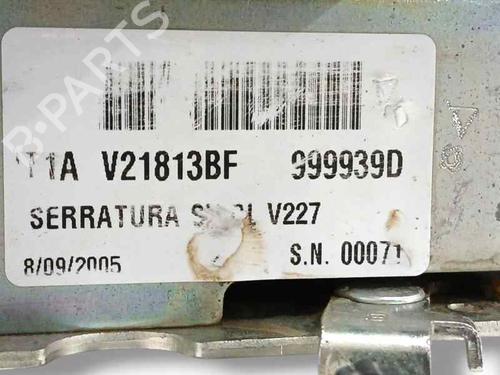 B-PARTS
T1A V21813BF 999939D
SERRATURA V227
8/09/2005 S.N. 00071